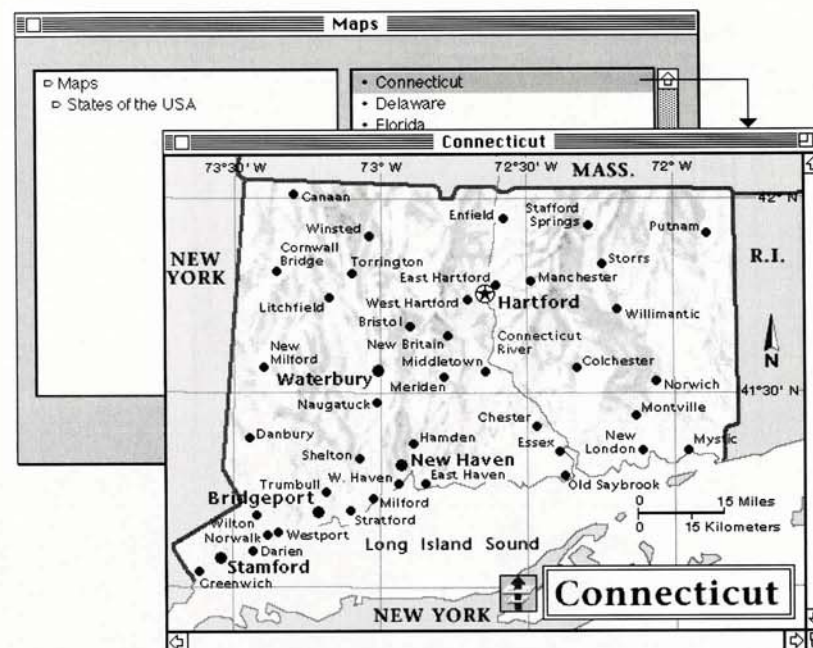 Maps
Maps
States of the USA
Connecticut
Delaware
Florida
Connecticut
73°30' W
73° W
72°30' W
72° W
MASS.
42° N
Canaan
Enfield
Stafford
Springs
Putnam
Winsted
NEW
YORK
Cornwall
Bridge
Torrington
Storrs
R.I.
East Hartford
Manchester
Litchfield
West Hartford
Hartford
Willimantic
Bristol
New Britain
Connecticut
River
New
Milford
Middletown
Colchester
N
Waterbury
Meriden
Norwich
41°30' N
Naugatuck
Chester
Montville
Danbury
Hamden
Essex
New
London
Mystic
Shelton
New Haven
Trumbull
W. Haven
East Haven
Old Saybrook
Bridgeport
Milford
0 15 Miles
Wilton
Stratford
0 15 Kilometers
Norwalk
Westport
Long Island Sound
Darien
Stamford
Greenwich
NEW YORK
Connecticut